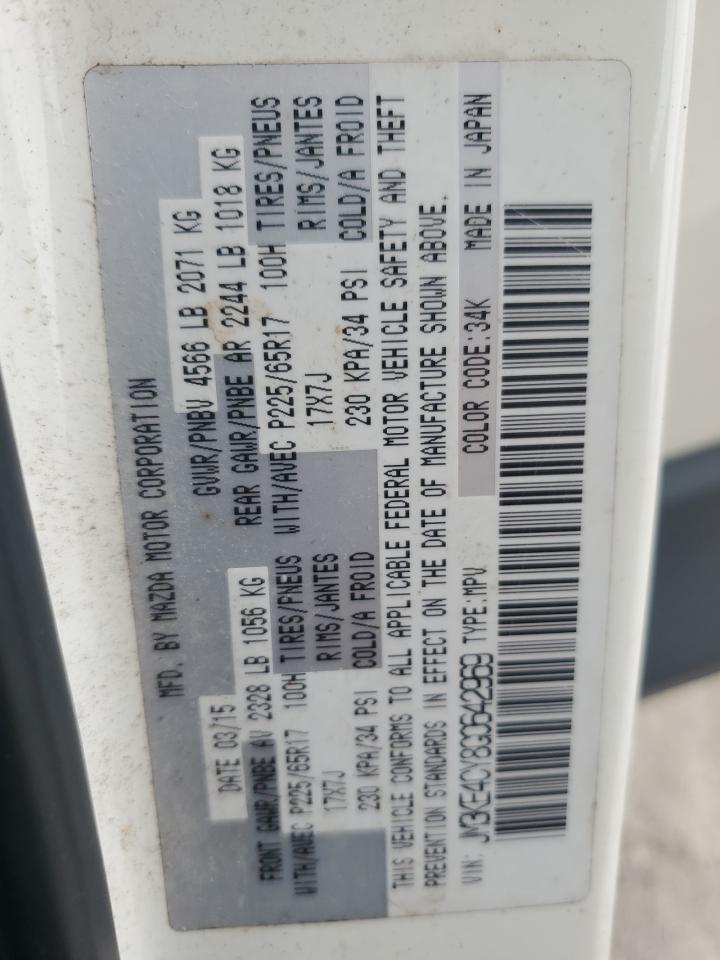 MFD. BY MAZDA MOTOR CORPORATION
DATE 03/15 GVWR/PNBV 4566 LB 2071 KG
FRONT GAWR/PNBE AV 2328 LB 1056 KG REAR GAWR/PNBE AR 2244 LB 1018 KG
WITH/AVEC P225/65R17 100H TIRES/PNEUS WITH/AVEC P225/65R17 100H TIRES/PNEUS
17X7J RIMS/JANTES 17X7J RIMS/JANTES
230 KPA/34 PSI COLD/A FROID 230 KPA/34 PSI COLD/A FROID
THIS VEHICLE CONFORMS TO ALL APPLICABLE FEDERAL MOTOR VEHICLE SAFETY AND THEFT
PREVENTION STANDARDS IN EFFECT ON THE DATE OF MANUFACTURE SHOWN ABOVE.
VIN: JM3KE4CY8G0642969 TYPE:MPV COLOR CODE:34K MADE IN JAPAN